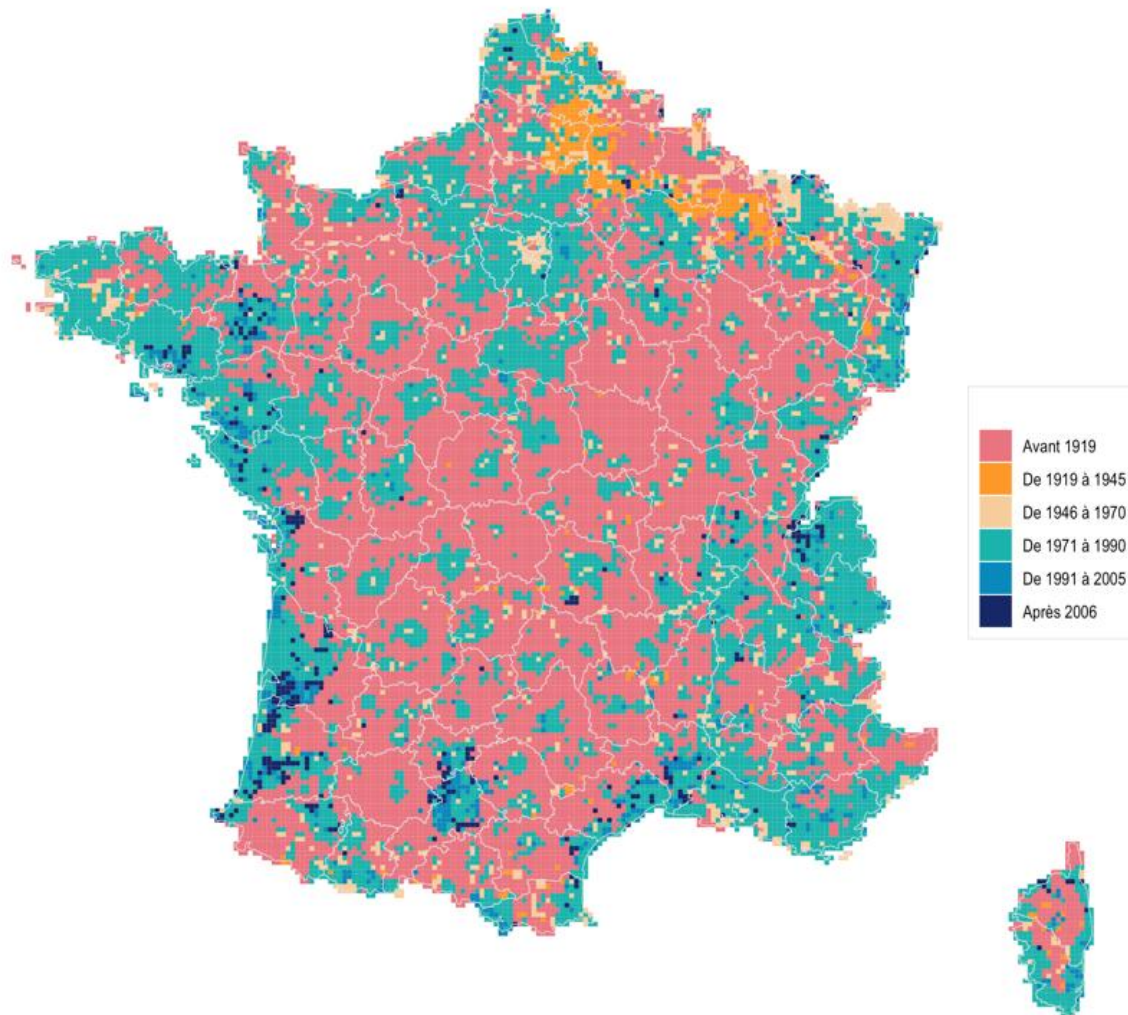 Avant 1919
De 1919 à 1945
De 1946 à 1970
De 1971 à 1990
De 1991 à 2005
Après 2006